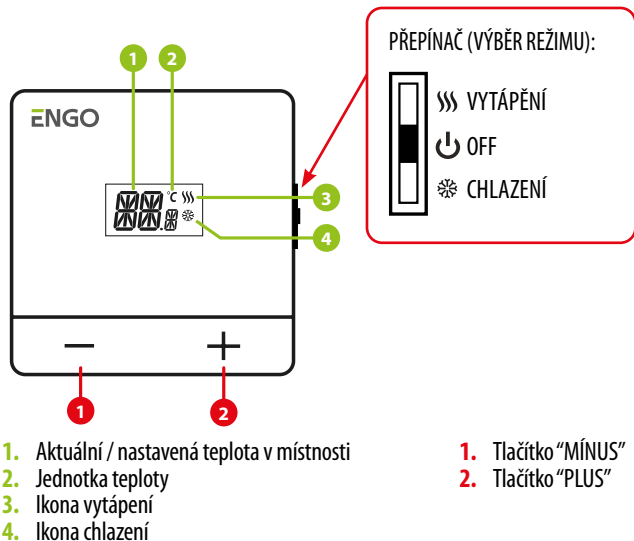 PŘEPÍNAČ (VÝBĚR REŽIMU):
VYTÁPĚNÍ
OFF
CHLAZENÍ
1 2
ENGO
°C
3
4
1 2
1. Aktuální / nastavená teplota v místnosti
2. Jednotka teploty
3. Ikona vytápení
4. Ikona chlazení
1. Tlačítko “MÍNUS”
2. Tlačítko “PLUS”